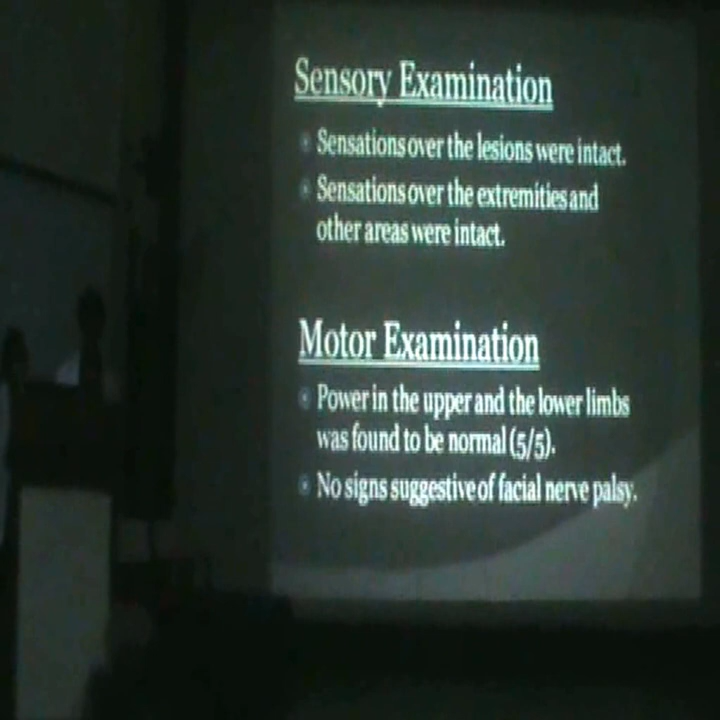 Sensory Examination
Sensations over the lesions were intact.
Sensations over the extremities and
other areas were intact.
Motor Examination
Power in the upper and the lower limbs
was found to be normal (5/5).
No signs suggestive of facial nerve palsy.